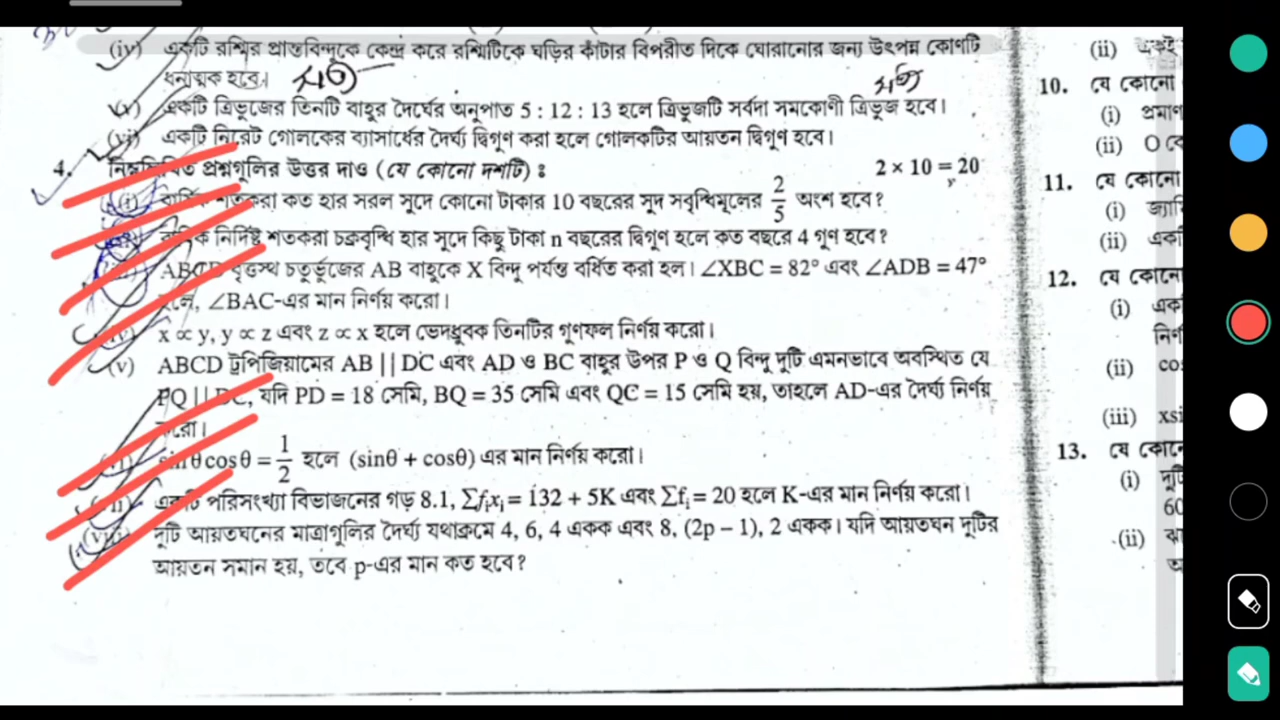 (iv) একটি রশ্মির প্রান্তবিন্দুকে কেন্দ্র করে রশ্মিটিকে ঘড়ির কাঁটার বিপরীত দিকে ঘোরানোর জন্য উৎপন্ন কোণটি
ধনাত্মক হবে।
(v) একটি ত্রিভুজের তিনটি বাহুর দৈর্ঘের অনুপাত 5 : 12 : 13 হলে ত্রিভুজটি সর্বদা সমকোণী ত্রিভুজ হবে।
(vi) একটি নিরেট গোলকের ব্যাসার্ধের দৈর্ঘ্য দ্বিগুণ করা হলে গোলকটির আয়তন দ্বিগুণ হবে।
4. নিম্নলিখিত প্রশ্নগুলির উত্তর দাও (যে কোনো দশটি) : 2 × 10 = 20
(i) বার্ষিক শতকরা কত হার সরল সুদে কোনো টাকার 10 বছরের সুদ সবৃদ্ধিমূলের 2/5 অংশ হবে?
নির্দিষ্ট শতকরা চক্রবৃদ্ধি হার সুদে কিছু টাকা n বছরের দ্বিগুণ হলে কত বছরে 4 গুণ হবে?
ABCD বৃত্তস্থ চতুর্ভুজের AB বাহুকে X বিন্দু পর্যন্ত বর্ধিত করা হল। ∠XBC = 82° এবং ∠ADB = 47°
হলে, ∠BAC-এর মান নির্ণয় করো।
x ∝ y, y ∝ z এবং z ∝ x হলে ভেদধ্রুবক তিনটির গুণফল নির্ণয় করো।
(v) ABCD ট্রপিজিয়ামের AB || DC এবং AD ও BC বাহুর উপর P ও Q বিন্দু দুটি এমনভাবে অবস্থিত যে
PQ || DC, যদি PD = 18 সেমি, BQ = 35 সেমি এবং QC = 15 সেমি হয়, তাহলে AD-এর দৈর্ঘ্য নির্ণয়
করো।
sinθcosθ = 1/2 হলে (sinθ + cosθ) এর মান নির্ণয় করো।
একটি পরিসংখ্যা বিভাজনের গড় 8.1, ∑fᵢxᵢ = 132 + 5K এবং ∑fᵢ = 20 হলে K-এর মান নির্ণয় করো।
দুটি আয়তঘনের মাত্রাগুলির দৈর্ঘ্য যথাক্রমে 4, 6, 4 একক এবং 8, (2p − 1), 2 একক। যদি আয়তঘন দুটির
আয়তন সমান হয়, তবে p-এর মান কত হবে?
(ii) একই
10. যে কোনো
(i) প্রমাণ
(ii) O
11. যে কোনো
(i)
(ii) একা
12. যে কোনো
(i) এক
নির্ণ
(ii) cos
(iii) xsi
13. যে কোনে
(i) দুটি
60
(ii)